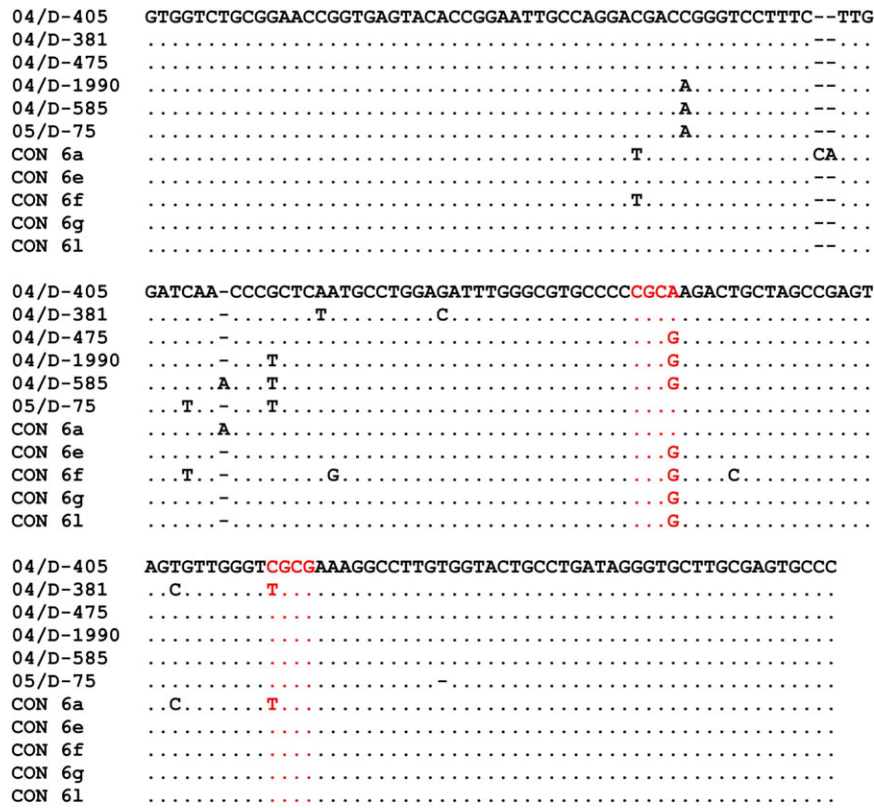 04/D-405 GTGGTCTGCGGAACCGGTGAGTACACCGGAATTGCCAGGACGACCGGGTCCTTTC--TTG
04/D-381 .......................................................--...
04/D-475 .......................................................--...
04/D-1990 ............................................A..........--...
04/D-585 ............................................A..........--...
05/D-75 ............................................A..........--...
CON 6a ........................................T..............CA...
CON 6e .......................................................--...
CON 6f ........................................T..............--...
CON 6g .......................................................--...
CON 6l .......................................................--...
04/D-405 GATCAA-CCCGCTCAATGCCTGGAGATTTGGGCGTGCCCCCGCAAGACTGCTAGCCGAGT
04/D-381 ......-.......T.........C...................................
04/D-475 ......-....................................G................
04/D-1990 ......-...T................................G................
04/D-585 ......A...T................................G................
05/D-75 ...T..-...T.................................................
CON 6a ......A.....................................................
CON 6e ......-....................................G................
CON 6f ...T..-........G...........................G....C...........
CON 6g ......-....................................G................
CON 6l ......-....................................G................
04/D-405 AGTGTTGGGTCGCGAAAGGCCTTGTGGTACTGCCTGATAGGGTGCTTGCGAGTGCCC
04/D-381 ..C.......T..............................................
04/D-475 .........................................................
04/D-1990 .........................................................
04/D-585 .........................................................
05/D-75 ........................-................................
CON 6a ..C.......T..............................................
CON 6e .........................................................
CON 6f .........................................................
CON 6g .........................................................
CON 6l .........................................................